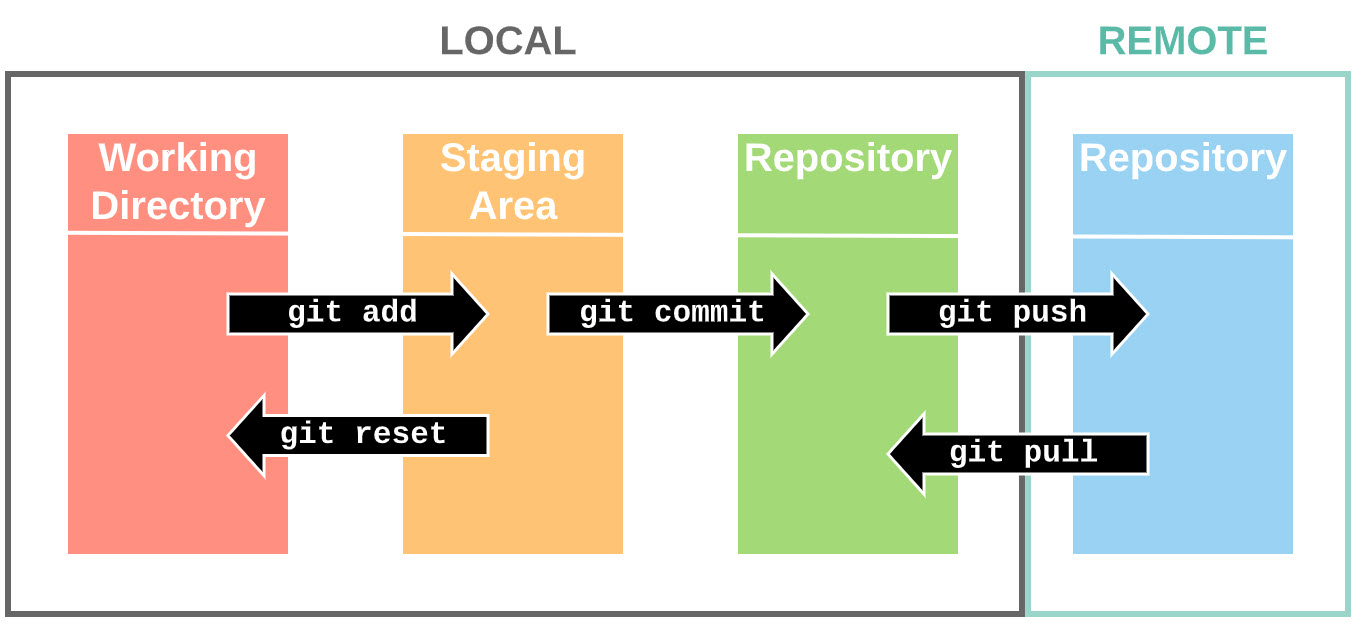 LOCAL
REMOTE
Working
Directory
Staging
Area
Repository
Repository
git add
git commit
git push
git reset
git pull